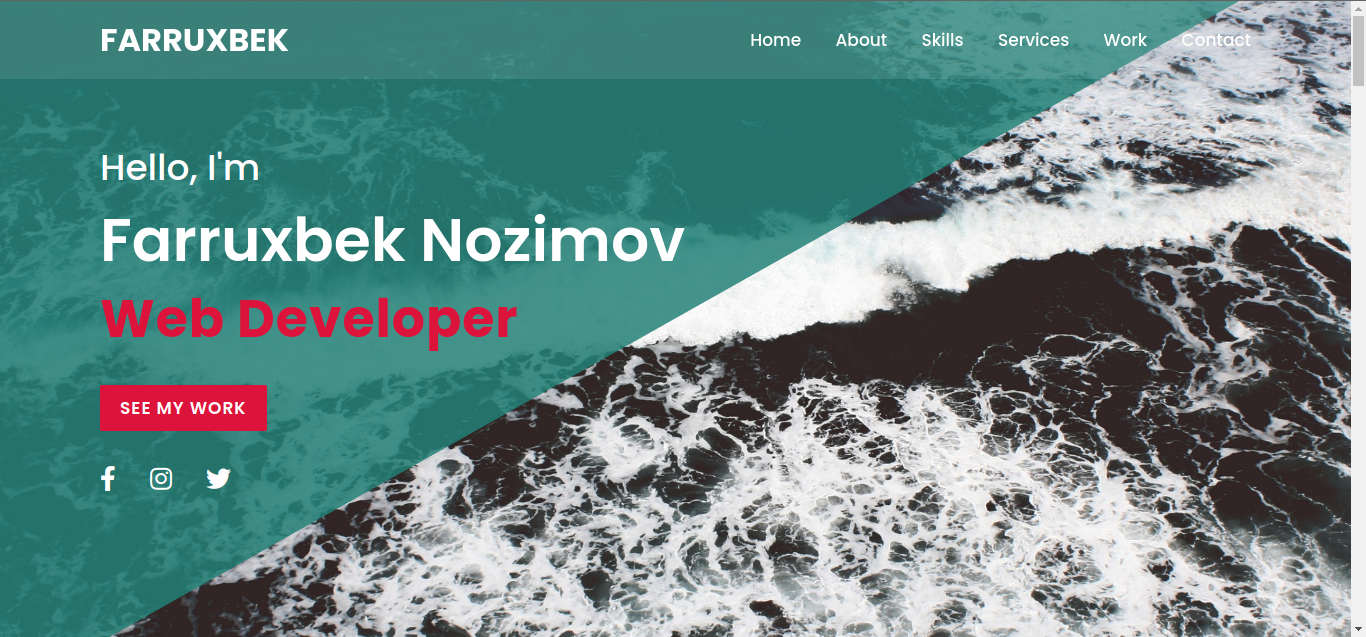 FARRUXBEK
Home About Skills Services Work Contact
Hello, I'm
Farruxbek Nozimov
Web Developer
SEE MY WORK